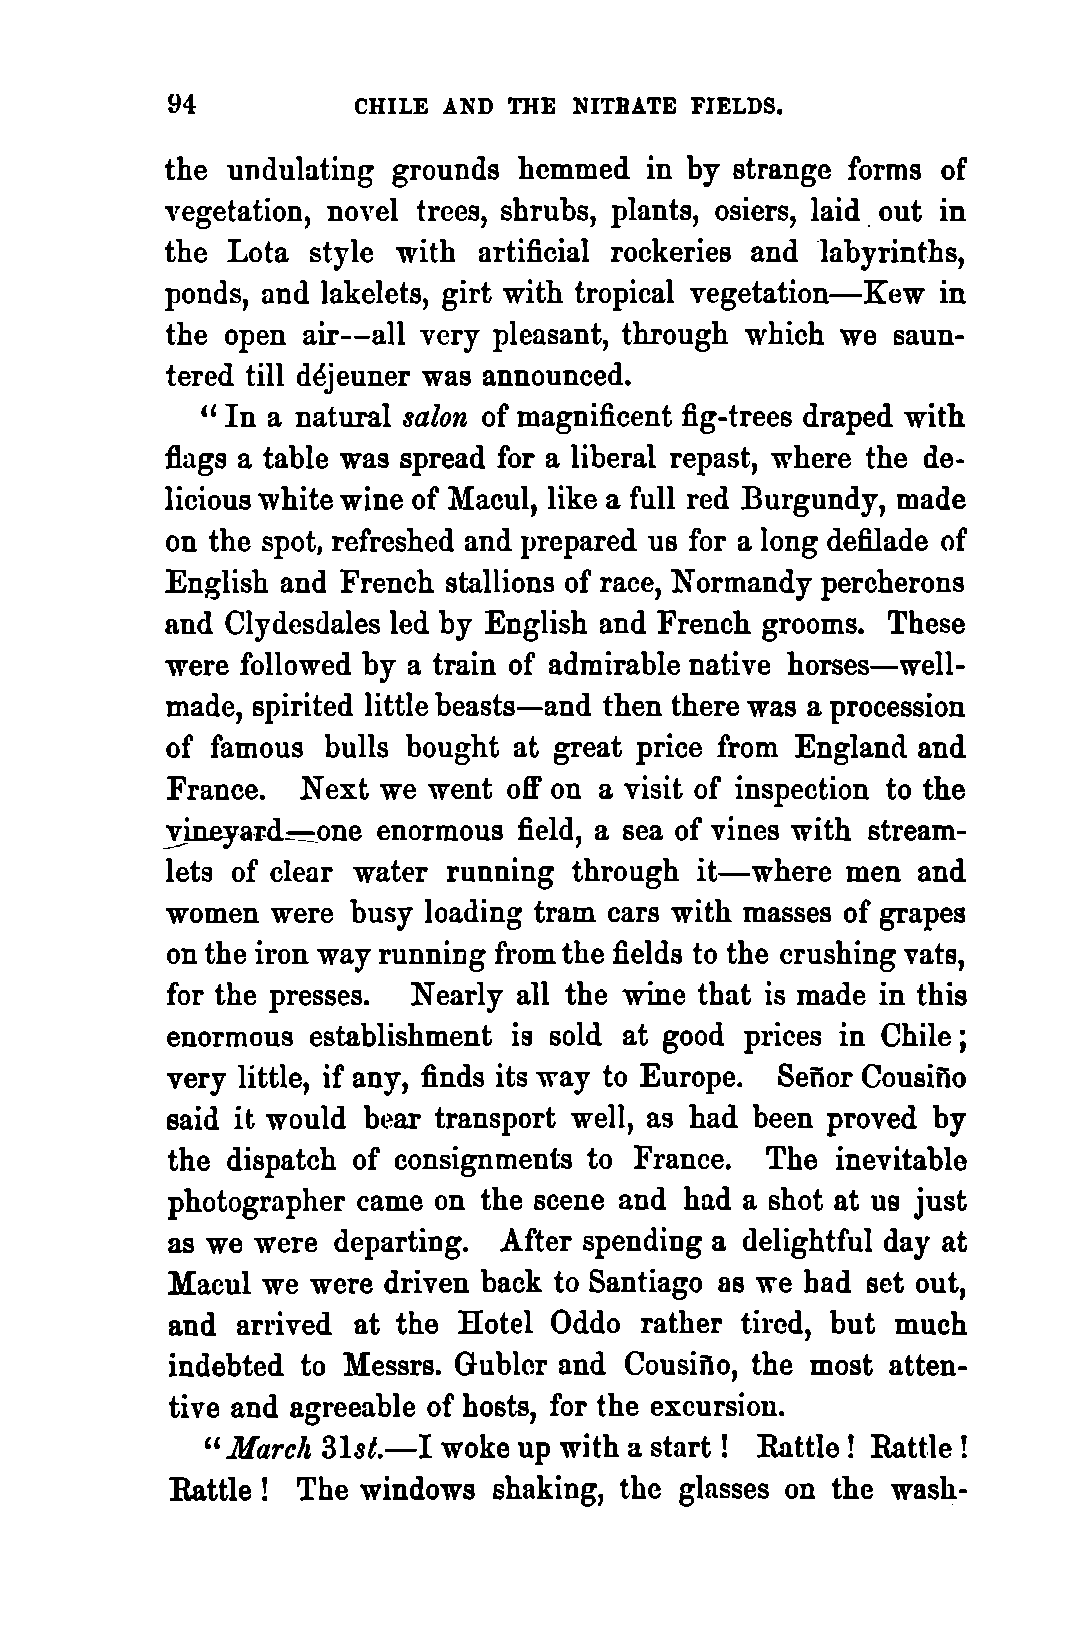 94 CHILE AND THE NITRATE FIELDS.
the undulating grounds hemmed in by strange forms of
vegetation, novel trees, shrubs, plants, osiers, laid out in
the Lota style with artificial rockeries and labyrinths,
ponds, and lakelets, girt with tropical vegetation—Kew in
the open air--all very pleasant, through which we saun-
tered till déjeuner was announced.
"In a natural salon of magnificent fig-trees draped with
flags a table was spread for a liberal repast, where the de-
licious white wine of Macul, like a full red Burgundy, made
on the spot, refreshed and prepared us for a long defilade of
English and French stallions of race, Normandy percherons
and Clydesdales led by English and French grooms. These
were followed by a train of admirable native horses—well-
made, spirited little beasts—and then there was a procession
of famous bulls bought at great price from England and
France. Next we went off on a visit of inspection to the
vineyard—one enormous field, a sea of vines with stream-
lets of clear water running through it—where men and
women were busy loading tram cars with masses of grapes
on the iron way running from the fields to the crushing vats,
for the presses. Nearly all the wine that is made in this
enormous establishment is sold at good prices in Chile;
very little, if any, finds its way to Europe. Señor Cousiño
said it would bear transport well, as had been proved by
the dispatch of consignments to France. The inevitable
photographer came on the scene and had a shot at us just
as we were departing. After spending a delightful day at
Macul we were driven back to Santiago as we had set out,
and arrived at the Hotel Oddo rather tired, but much
indebted to Messrs. Gubler and Cousiño, the most atten-
tive and agreeable of hosts, for the excursion.
"March 31st.—I woke up with a start! Rattle! Rattle!
Rattle! The windows shaking, the glasses on the wash-